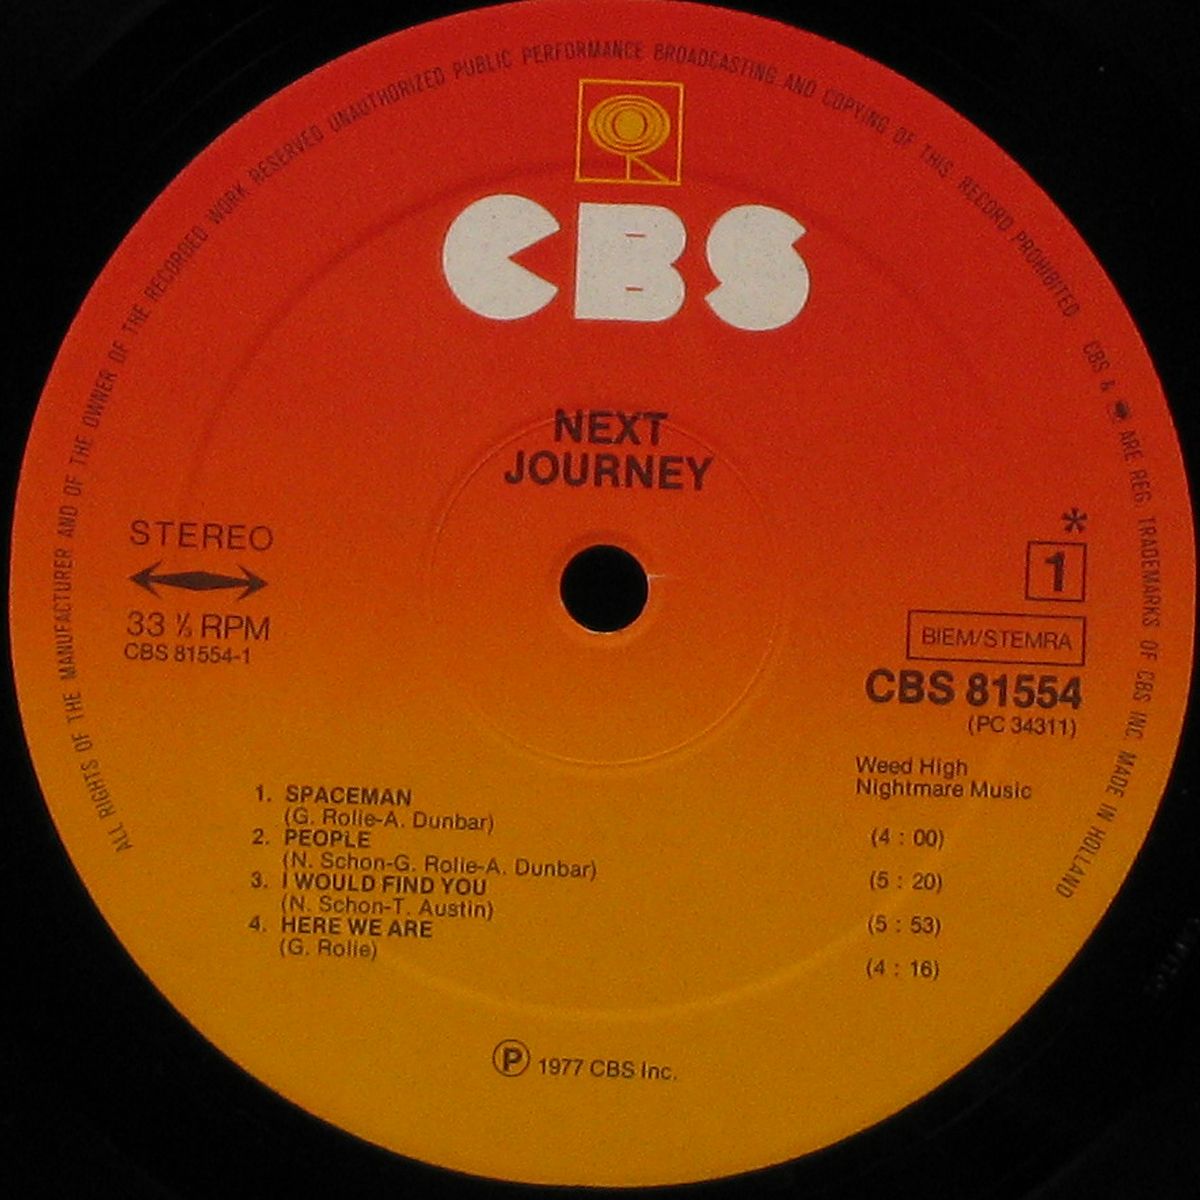 ALL RIGHTS OF THE MANUFACTURER AND OF THE OWNER OF THE RECORDED WORK RESERVED UNAUTHORIZED PUBLIC PERFORMANCE BROADCASTING AND COPYING OF THIS RECORD PROHIBITED CBS & ARE REG. TRADEMARKS OF CBS INC. MADE IN HOLLAND
CBS
NEXT
JOURNEY
STEREO
33 ⅓ RPM
CBS 81554-1
*
1
BIEM/STEMRA
CBS 81554
(PC 34311)
Weed High
Nightmare Music
1. SPACEMAN
(G. Rolie-A. Dunbar) (4 : 00)
2. PEOPLE
(N. Schon-G. Rolie-A. Dunbar) (5 : 20)
3. I WOULD FIND YOU
(N. Schon-T. Austin) (5 : 53)
4. HERE WE ARE
(G. Rolie) (4 : 16)
Ⓟ 1977 CBS Inc.